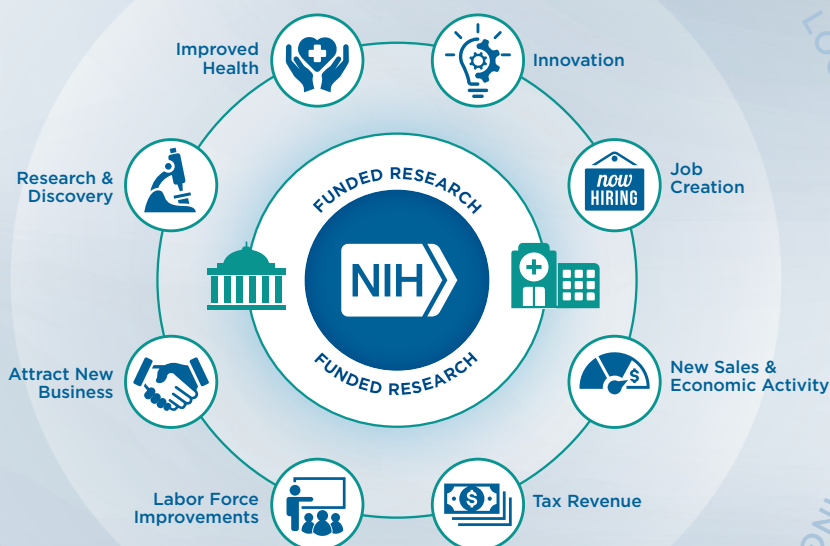 Improved
Health
Innovation
Research &
Discovery
FUNDED RESEARCH
now
HIRING
Job
Creation
NIH
FUNDED RESEARCH
Attract New
Business
$
New Sales &
Economic Activity
Labor Force
Improvements
$
Tax Revenue